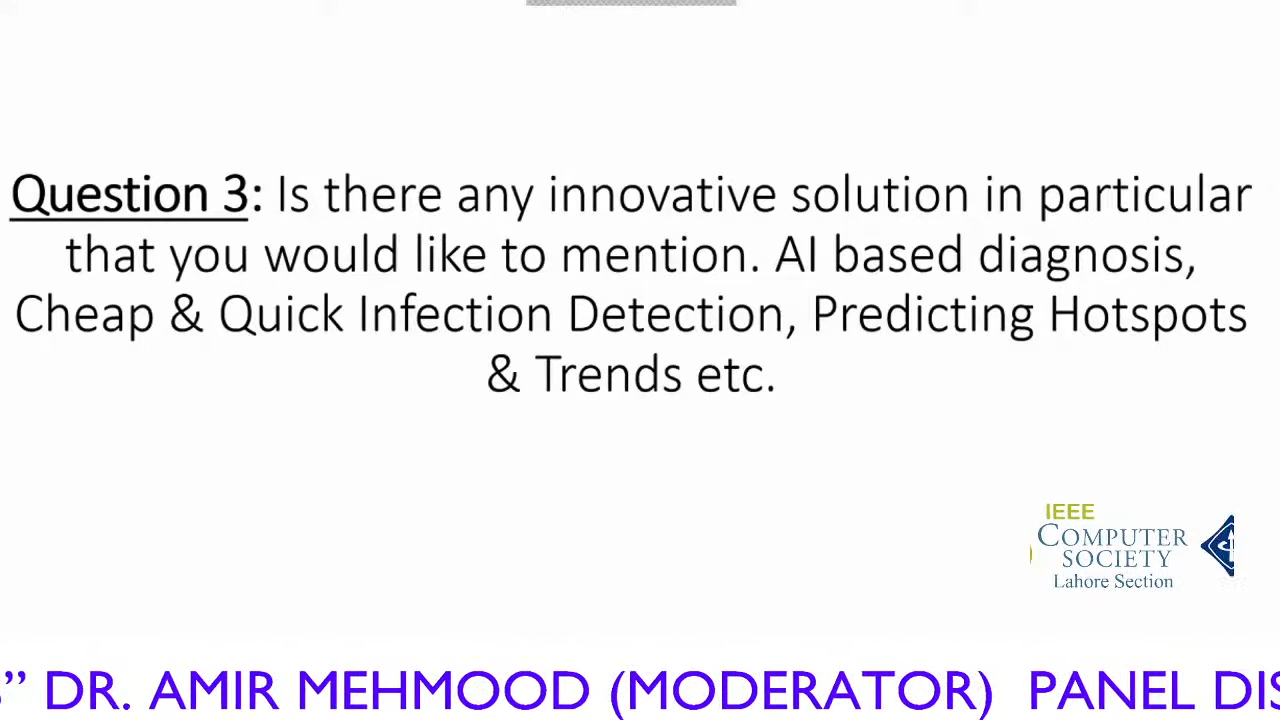 Question 3: Is there any innovative solution in particular
that you would like to mention. AI based diagnosis,
Cheap & Quick Infection Detection, Predicting Hotspots
& Trends etc.
IEEE
COMPUTER
SOCIETY
Lahore Section
” DR. AMIR MEHMOOD (MODERATOR) PANEL